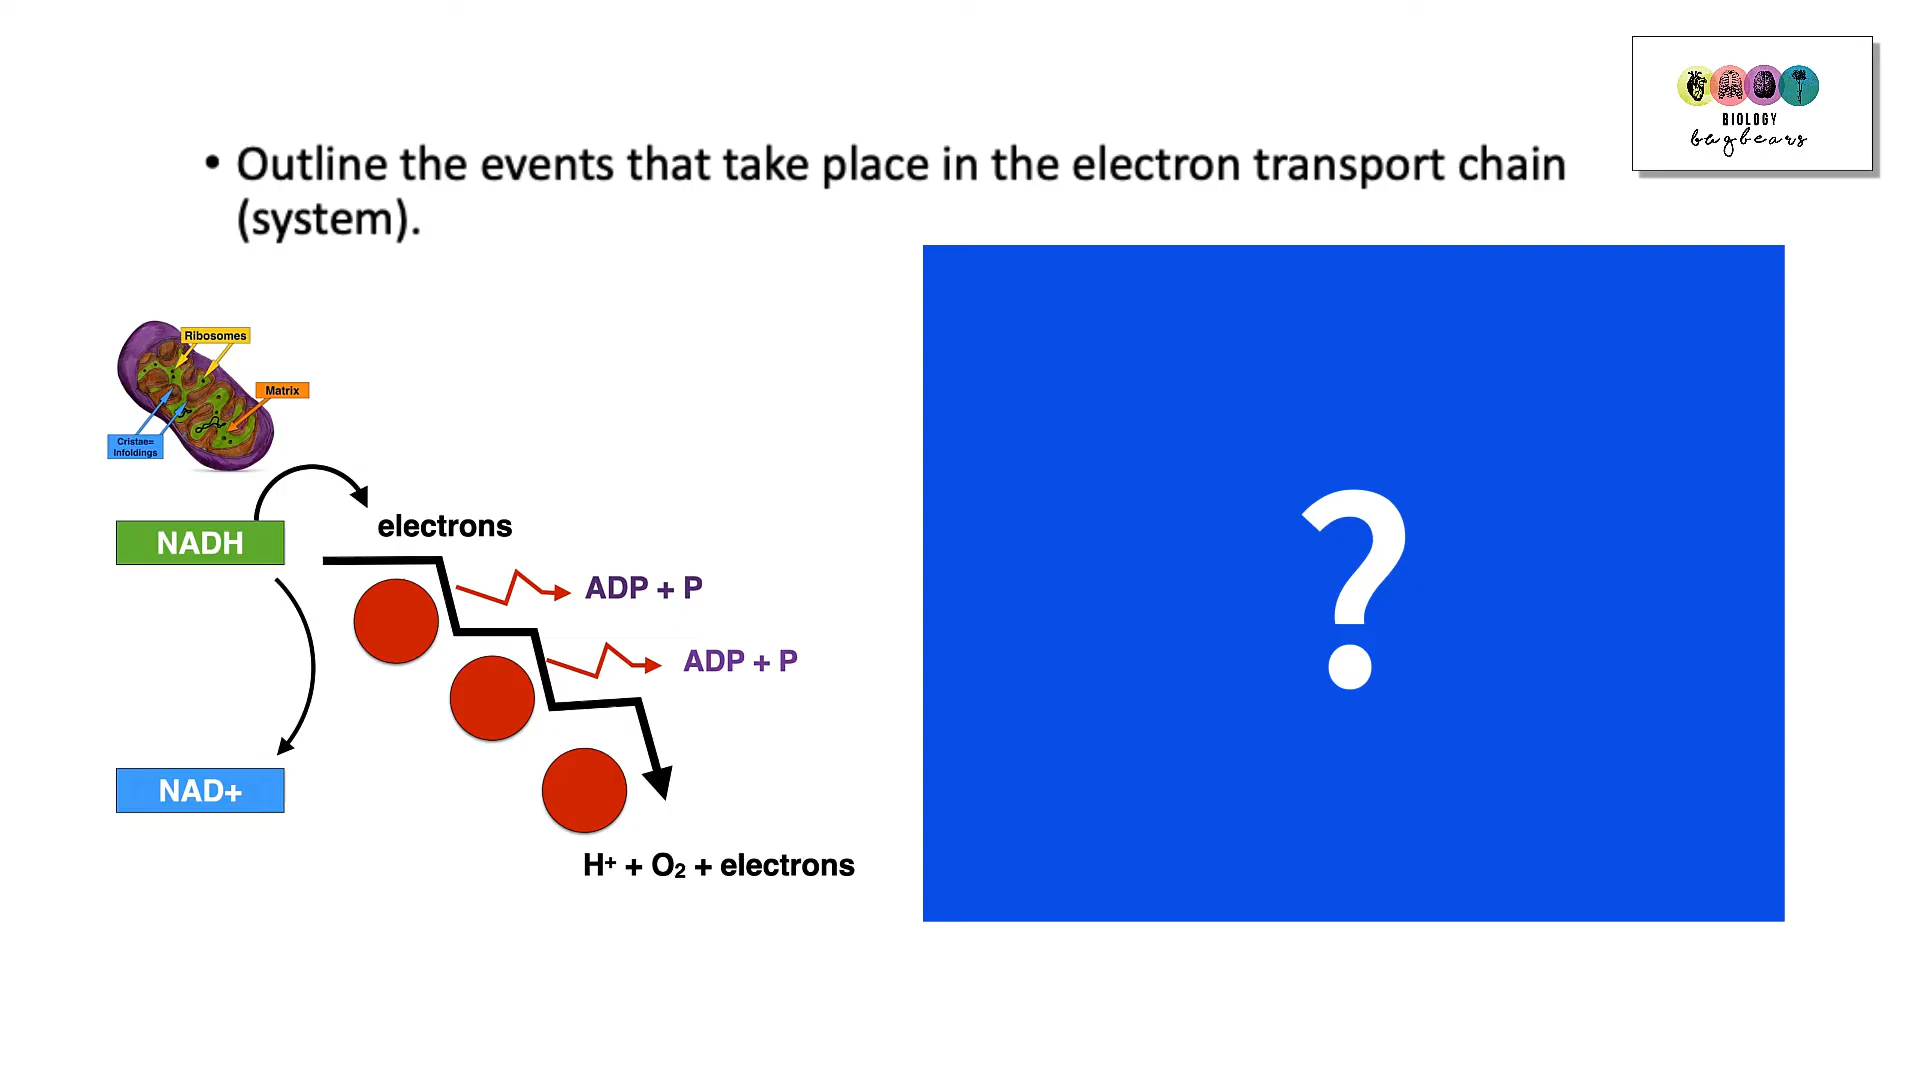 BIOLOGY
bugbears
• Outline the events that take place in the electron transport chain
(system).
Ribosomes
Matrix
Cristae=
Infoldings
electrons
NADH
ADP + P
ADP + P
NAD+
H⁺ + O₂ + electrons
?